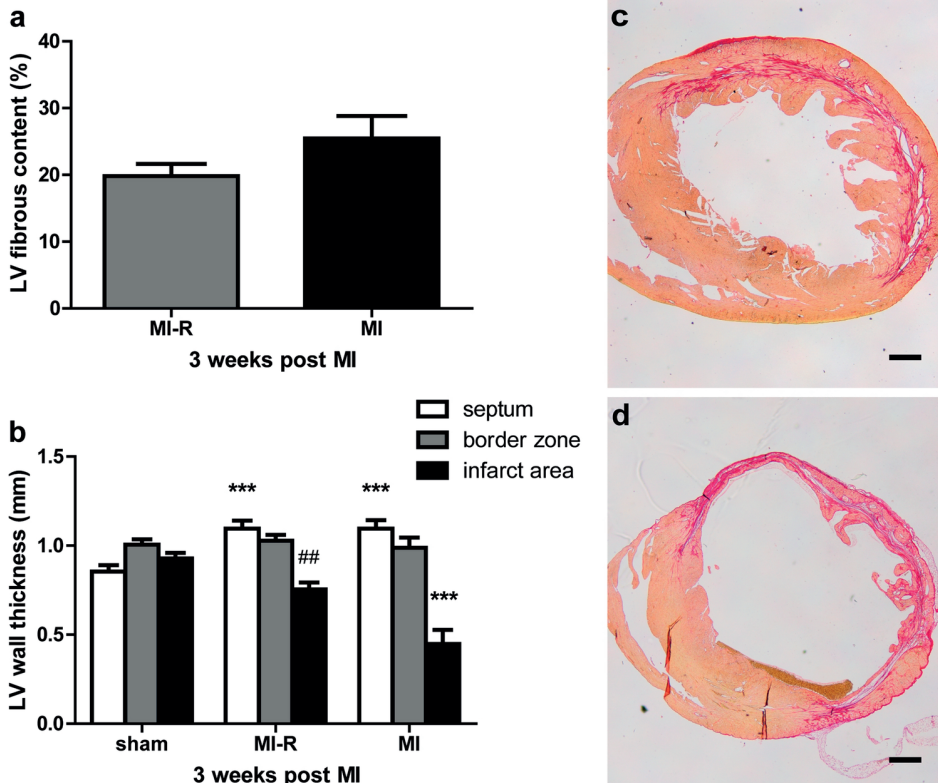 a
40
30
20
10
0
LV fibrous content (%)
MI-R MI
3 weeks post MI
b
septum
border zone
infarct area
1.5
1.0
0.5
0.0
LV wall thickness (mm)
*** ***
##
***
sham MI-R MI
3 weeks post MI
c
d